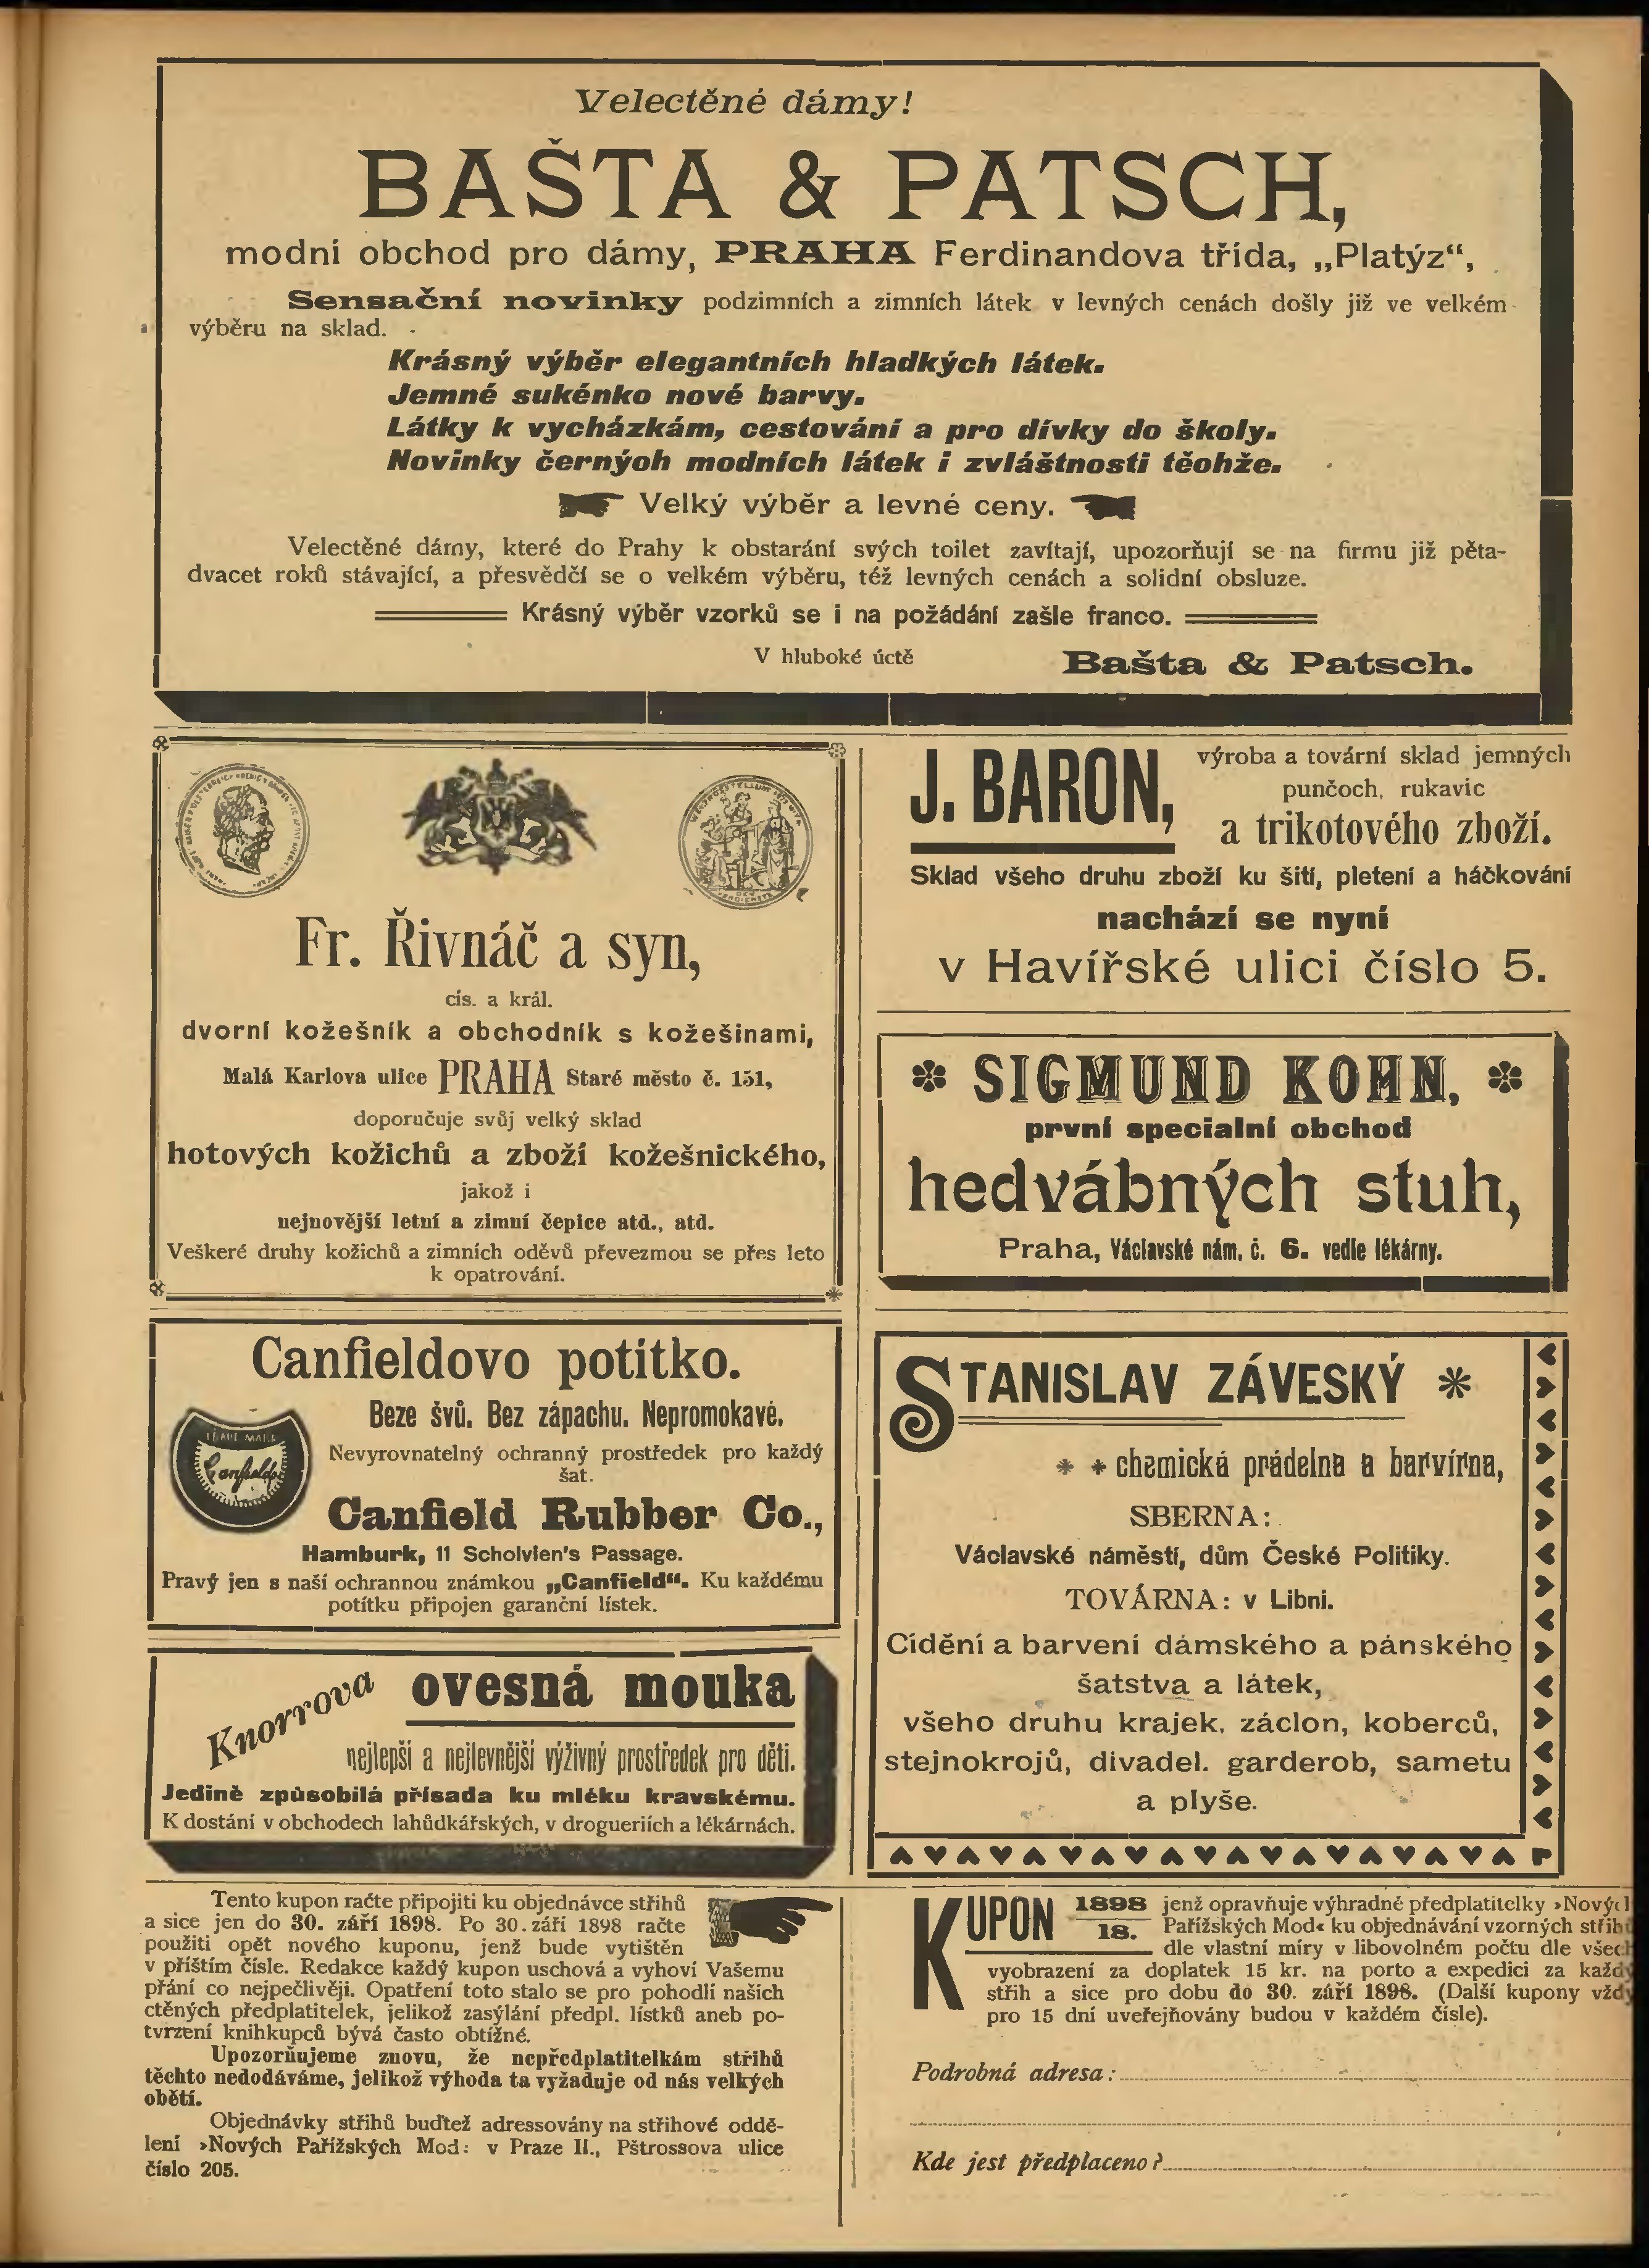 Velectěné dámy!
BAŠTA & PATSCH,
modní obchod pro dámy, PRAHA Ferdinandova třída, „Platýz“,
Sensační novinky podzimních a zimních látek v levných cenách došly již ve velkém
výběru na sklad.
Krásný výběr elegantních hladkých látek.
Jemné sukénko nové barvy.
Látky k vycházkám, cestování a pro dívky do školy.
Novinky černýoh modních látek i zvláštnosti těohže.
Velký výběr a levné ceny.
Velectěné dámy, které do Prahy k obstarání svých toilet zavítají, upozorňují se na firmu již pěta-
dvacet roků stávající, a přesvědčí se o velkém výběru, též levných cenách a solidní obsluze.
Krásný výběr vzorků se i na požádání zašle franco.
V hluboké úctě Bašta & Patsch.
Fr. Řivnáč a syn,
cís. a král.
dvorní kožešník a obchodník s kožešinami,
Malá Karlova ulice PRAHA Staré město č. 151,
doporučuje svůj velký sklad
hotových kožichů a zboží kožešnického,
jakož i
nejnovější letní a zimní čepice atd., atd.
Veškeré druhy kožichů a zimních oděvů převezmou se přes leto
k opatrování.
Canfieldovo potítko.
Beze švů. Bez zápachu. Nepromokavé.
Nevyrovnatelný ochranný prostředek pro každý
šat.
TRADE MARK
Canfield
Canfield Rubber Co.,
Hamburk, 11 Scholvien's Passage.
Pravý jen s naší ochrannou známkou „Canfield“. Ku každému
potítku připojen garanční lístek.
Knorrova ovesná mouka
nejlepší a nejlevnější výživný prostředek pro děti.
Jedině způsobilá přísada ku mléku kravskému.
K dostání v obchodech lahůdkářských, v drogueriích a lékárnách.
J. BARON,
výroba a tovární sklad jemných
punčoch, rukavic
a trikotového zboží.
Sklad všeho druhu zboží ku šití, pletení a háčkování
nachází se nyní
v Havířské ulici číslo 5.
SIGMUND KOHN,
první specialní obchod
hedvábných stuh,
Praha, Václavské nám. č. 6. vedle lékárny.
STANISLAV ZÁVESKÝ
chemická prádelna a barvírna,
SBERNA:
Václavské náměstí, dům České Politiky.
TOVÁRNA: v Libni.
Cídění a barvení dámského a pánského
šatstva a látek,
všeho druhu krajek, záclon, koberců,
stejnokrojů, divadel. garderob, sametu
a plyše.
Tento kupon račte připojiti ku objednávce střihů
a sice jen do 30. září 1898. Po 30. září 1898 račte
použiti opět nového kuponu, jenž bude vytištěn
v příštím čísle. Redakce každý kupon uschová a vyhoví Vašemu
přání co nejpečlivěji. Opatření toto stalo se pro pohodlí našich
ctěných předplatitelek, jelikož zasýlání předpl. lístků aneb po-
tvrzení knihkupců bývá často obtížné.
Upozorňujeme znovu, že nepředplatitelkám střihů
těchto nedodáváme, jelikož výhoda ta vyžaduje od nás velkých
obětí.
Objednávky střihů buďtež adressovány na střihové oddě-
lení »Nových Pařížských Mod: v Praze II., Pštrossova ulice
číslo 205.
KUPON 1898 18.
jenž opravňuje výhradné předplatitelky »Novýcl
Pařížských Mod« ku objednávání vzorných střih
dle vlastní míry v libovolném počtu dle všech
vyobrazení za doplatek 15 kr. na porto a expedici za každý
střih a sice pro dobu do 30. září 1898. (Další kupony vždy
pro 15 dní uveřejňovány budou v každém čísle).
Podrobná adresa:
Kde jest předplaceno?